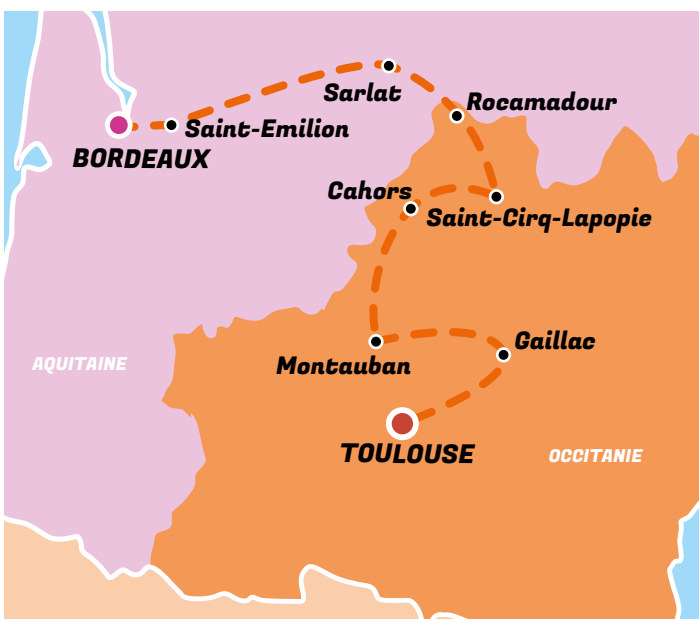 Sarlat
Rocamadour
Saint-Emilion
BORDEAUX
Cahors
Saint-Cirq-Lapopie
Gaillac
AQUITAINE
Montauban
TOULOUSE
OCCITANIE